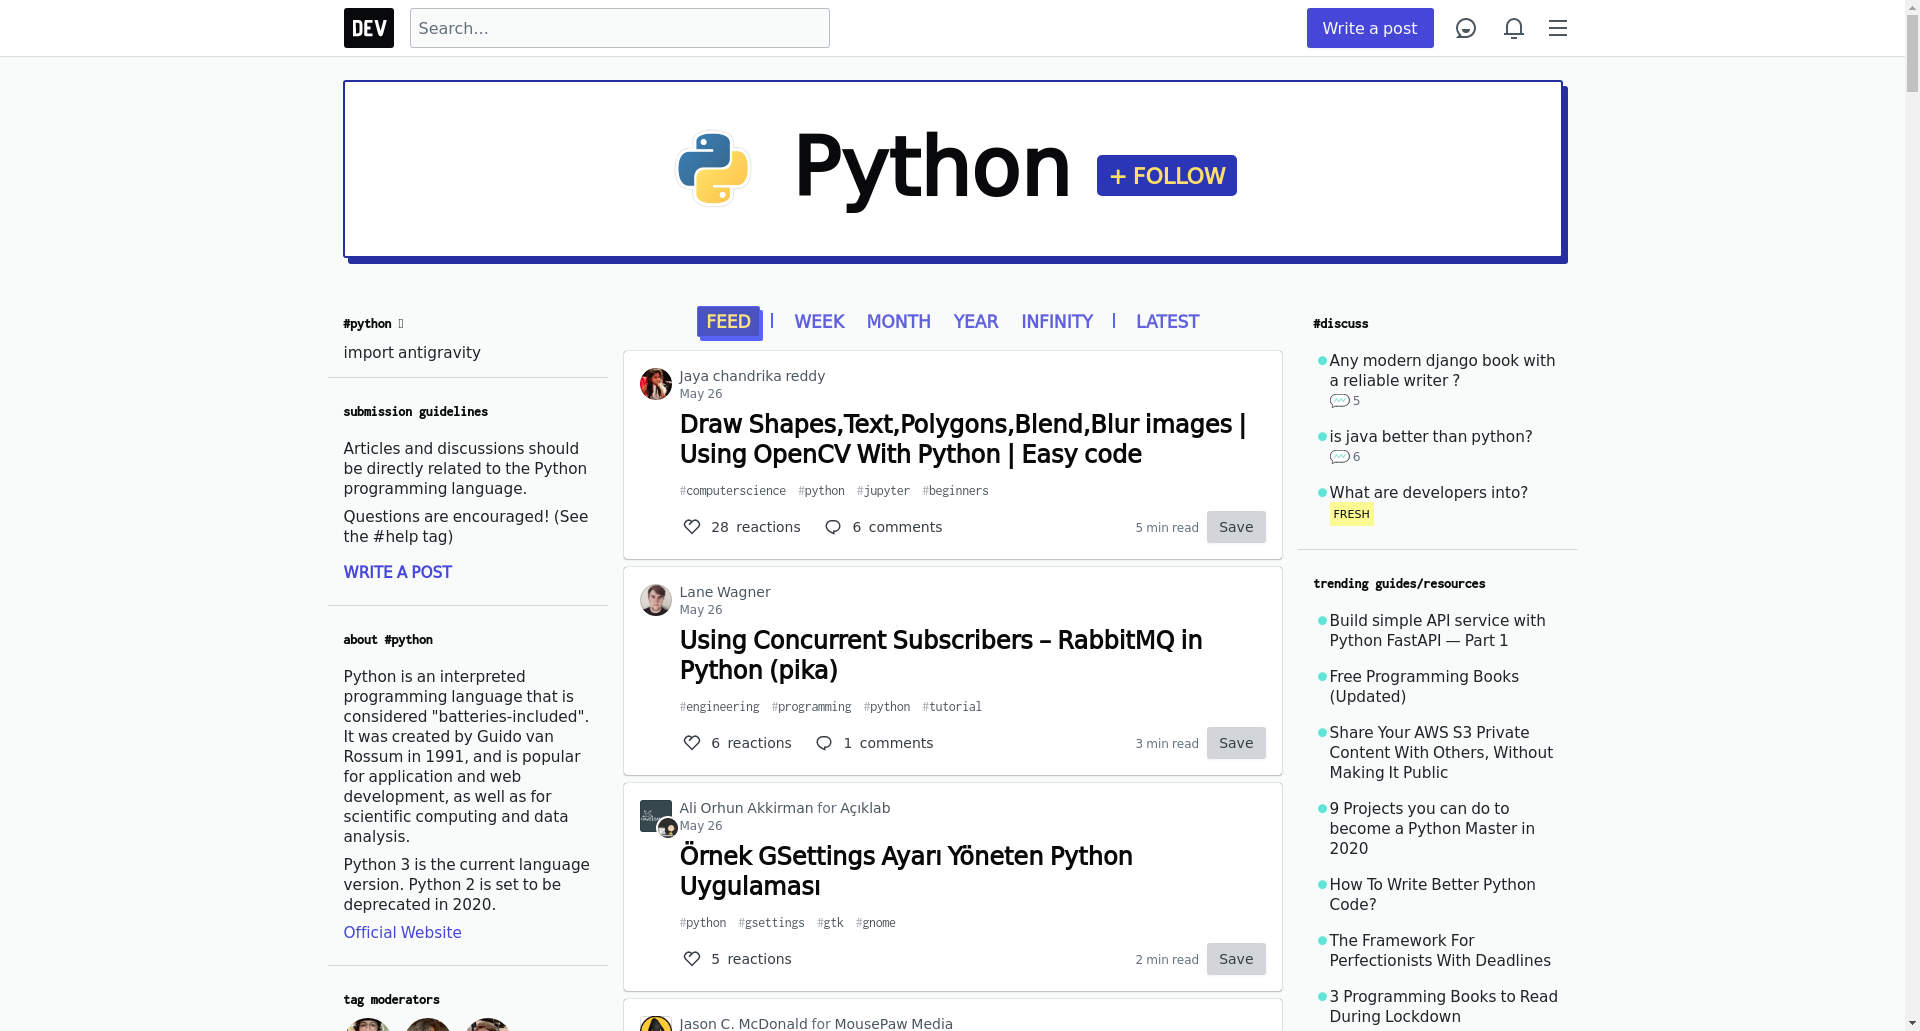 DEV
Search...
Write a post
Python
+ FOLLOW
#python
import antigravity
submission guidelines
Articles and discussions should
be directly related to the Python
programming language.
Questions are encouraged! (See
the #help tag)
WRITE A POST
about #python
Python is an interpreted
programming language that is
considered "batteries-included".
It was created by Guido van
Rossum in 1991, and is popular
for application and web
development, as well as for
scientific computing and data
analysis.
Python 3 is the current language
version. Python 2 is set to be
deprecated in 2020.
Official Website
tag moderators
FEED | WEEK MONTH YEAR INFINITY | LATEST
Jaya chandrika reddy
May 26
Draw Shapes,Text,Polygons,Blend,Blur images |
Using OpenCV With Python | Easy code
#computerscience #python #jupyter #beginners
28 reactions 6 comments 5 min read Save
Lane Wagner
May 26
Using Concurrent Subscribers – RabbitMQ in
Python (pika)
#engineering #programming #python #tutorial
6 reactions 1 comments 3 min read Save
Ali Orhun Akkirman for Açıklab
May 26
Örnek GSettings Ayarı Yöneten Python
Uygulaması
#python #gsettings #gtk #gnome
5 reactions 2 min read Save
Jason C. McDonald for MousePaw Media
#discuss
Any modern django book with
a reliable writer ?
5
is java better than python?
6
What are developers into?
FRESH
trending guides/resources
Build simple API service with
Python FastAPI — Part 1
Free Programming Books
(Updated)
Share Your AWS S3 Private
Content With Others, Without
Making It Public
9 Projects you can do to
become a Python Master in
2020
How To Write Better Python
Code?
The Framework For
Perfectionists With Deadlines
3 Programming Books to Read
During Lockdown